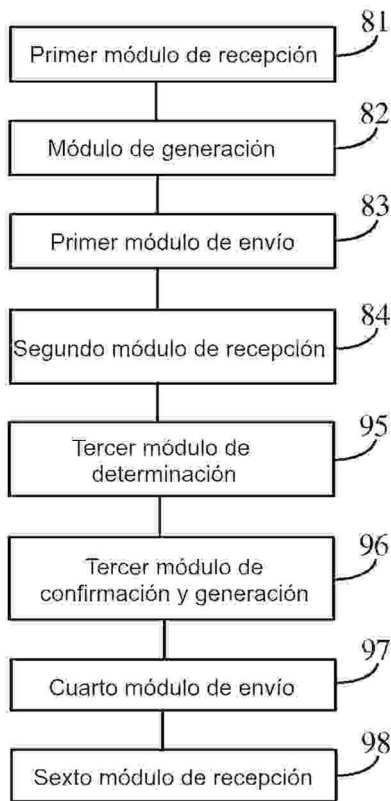 81
Primer módulo de recepción
82
Módulo de generación
83
Primer módulo de envío
84
Segundo módulo de recepción
95
Tercer módulo de
determinación
96
Tercer módulo de
confirmación y generación
97
Cuarto módulo de envío
98
Sexto módulo de recepción